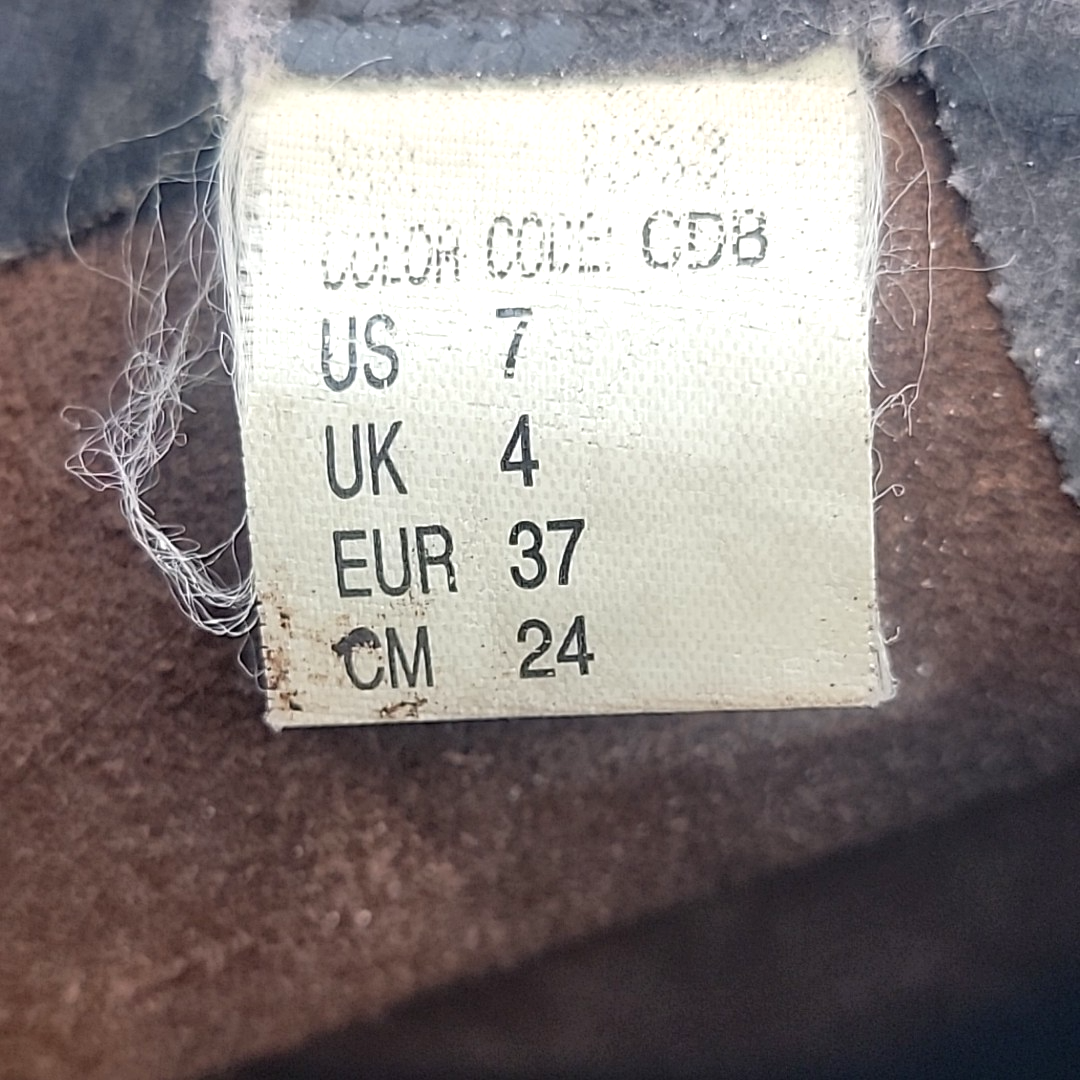 COLOR CODE: CDB
US 7
UK 4
EUR 37
CM 24